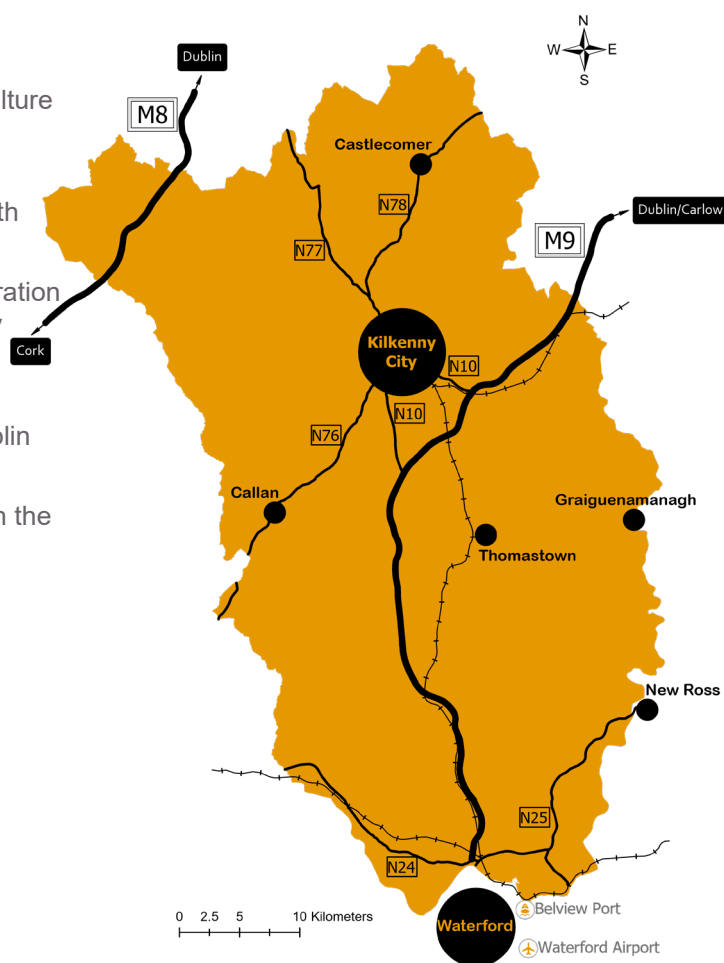 N
W E
S
Dublin
lture
M8
Castlecomer
th
N78
Dublin/Carlow
N77
M9
ration
Cork
Kilkenny
City
N10
N10
N76
lin
Callan
Graiguenamanagh
n the
Thomastown
New Ross
N25
N24
0 2.5 5 10 Kilometers
Waterford
Belview Port
Waterford Airport